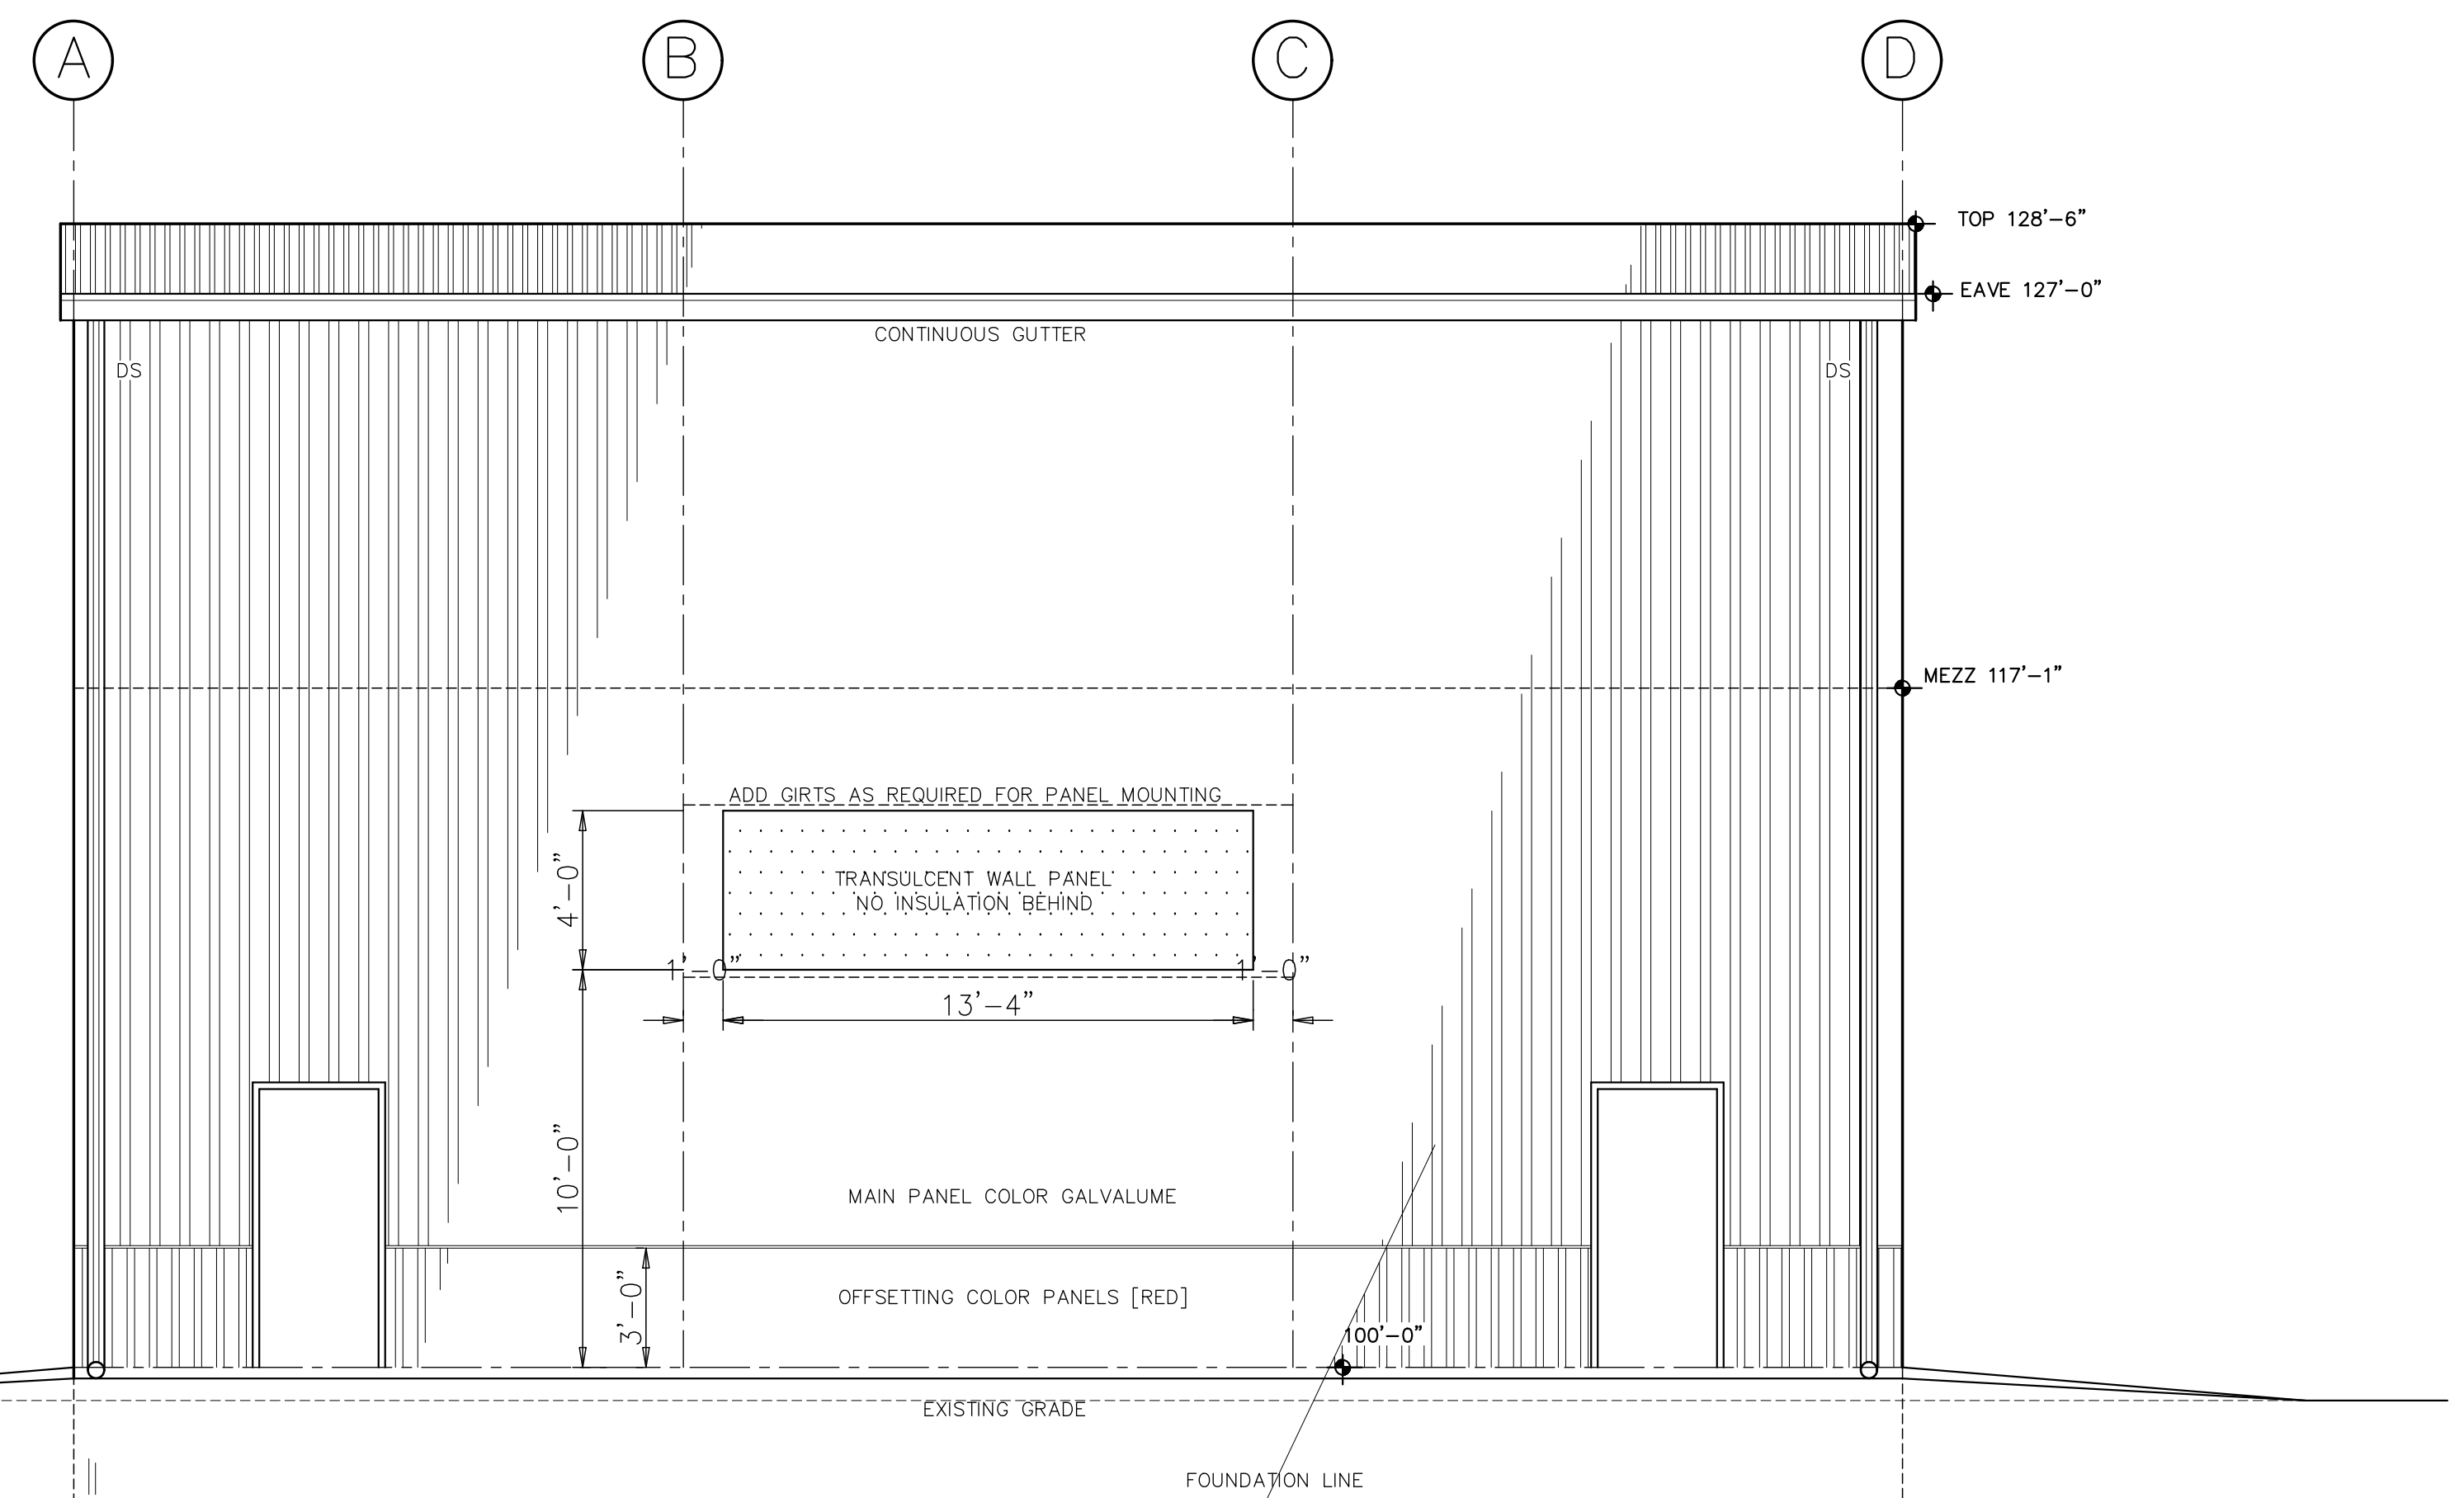 A
B
C
D
TOP 128'-6"
EAVE 127'-0"
CONTINUOUS GUTTER
DS
DS
MEZZ 117'-1"
ADD GIRTS AS REQUIRED FOR PANEL MOUNTING
4'-0"
TRANSULCENT WALL PANEL
NO INSULATION BEHIND
1'-0"
1'-0"
13'-4"
10'-0"
MAIN PANEL COLOR GALVALUME
3'-0"
OFFSETTING COLOR PANELS [RED]
100'-0"
EXISTING GRADE
FOUNDATION LINE